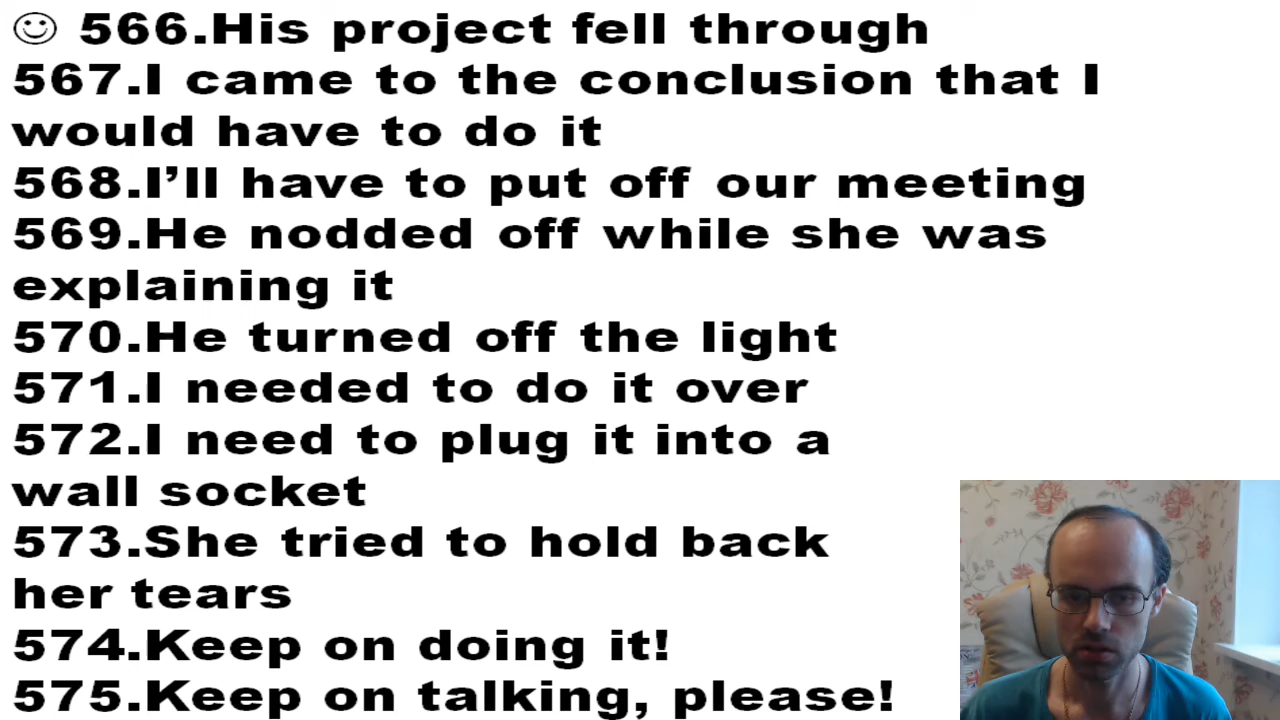 ☺ 566.His project fell through
567.I came to the conclusion that I
would have to do it
568.I’ll have to put off our meeting
569.He nodded off while she was
explaining it
570.He turned off the light
571.I needed to do it over
572.I need to plug it into a
wall socket
573.She tried to hold back
her tears
574.Keep on doing it!
575.Keep on talking, please!